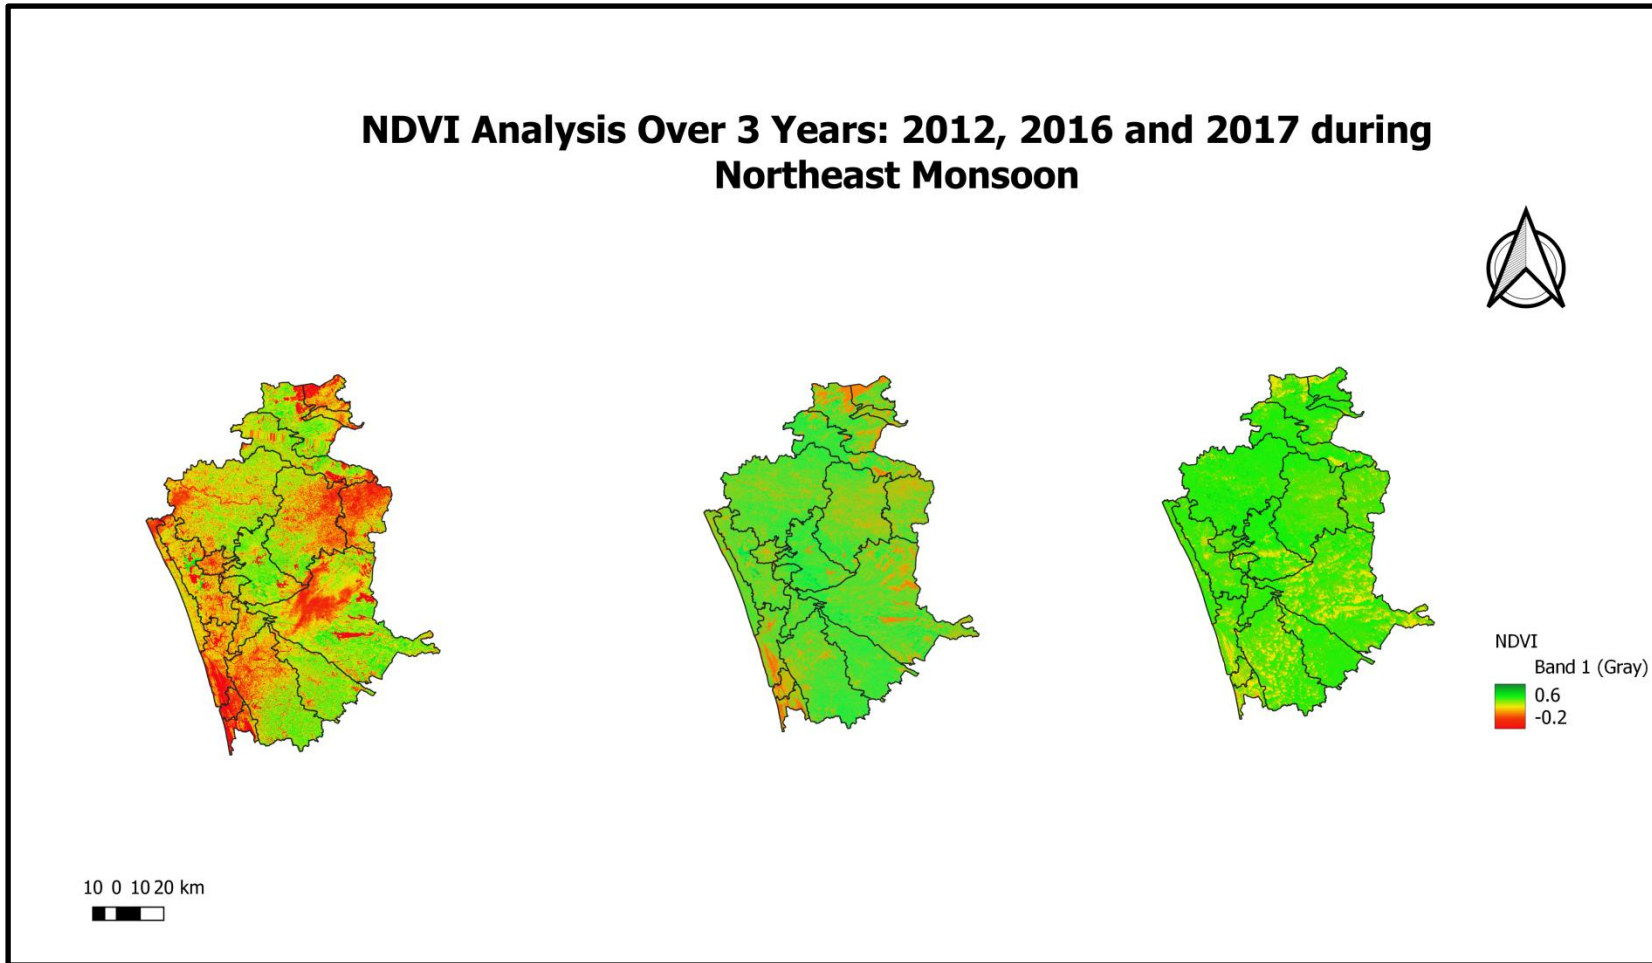 NDVI Analysis Over 3 Years: 2012, 2016 and 2017 during
Northeast Monsoon
NDVI
Band 1 (Gray)
0.6
-0.2
10 0 10 20 km